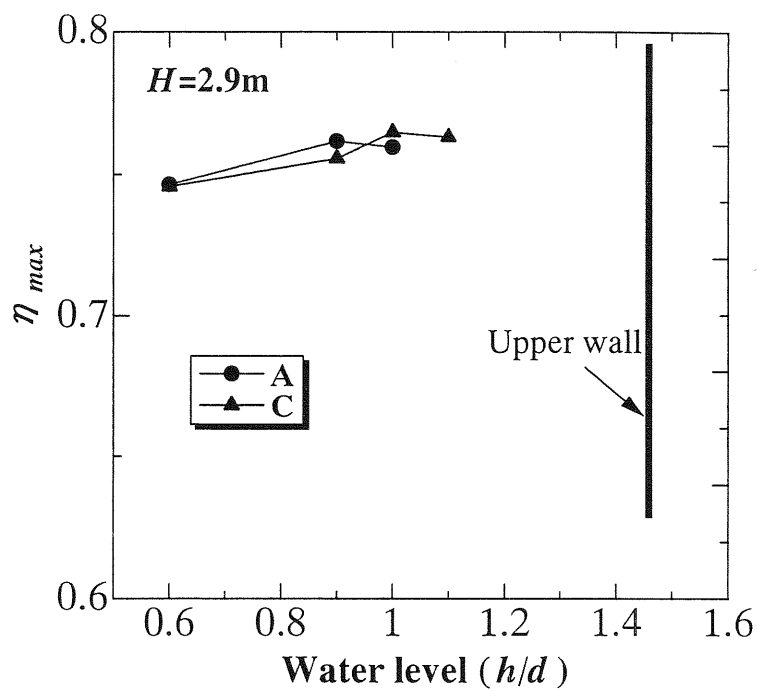 0.8
H=2.9m
η max
0.7
Upper wall
A
C
0.6
0.6 0.8 1 1.2 1.4 1.6
Water level (h/d)